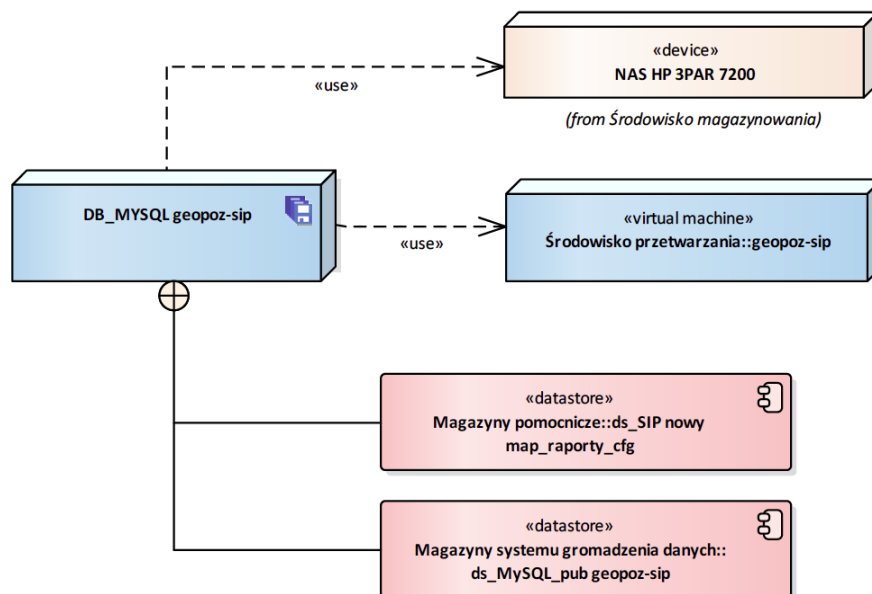 «device»
NAS HP 3PAR 7200
«use»
(from Środowisko magazynowania)
DB_MYSQL geopoz-sip
«virtual machine»
Środowisko przetwarzania::geopoz-sip
«use»
«datastore»
Magazyny pomocnicze::ds_SIP nowy
map_raporty_cfg
«datastore»
Magazyny systemu gromadzenia danych::
ds_MySQL_pub geopoz-sip